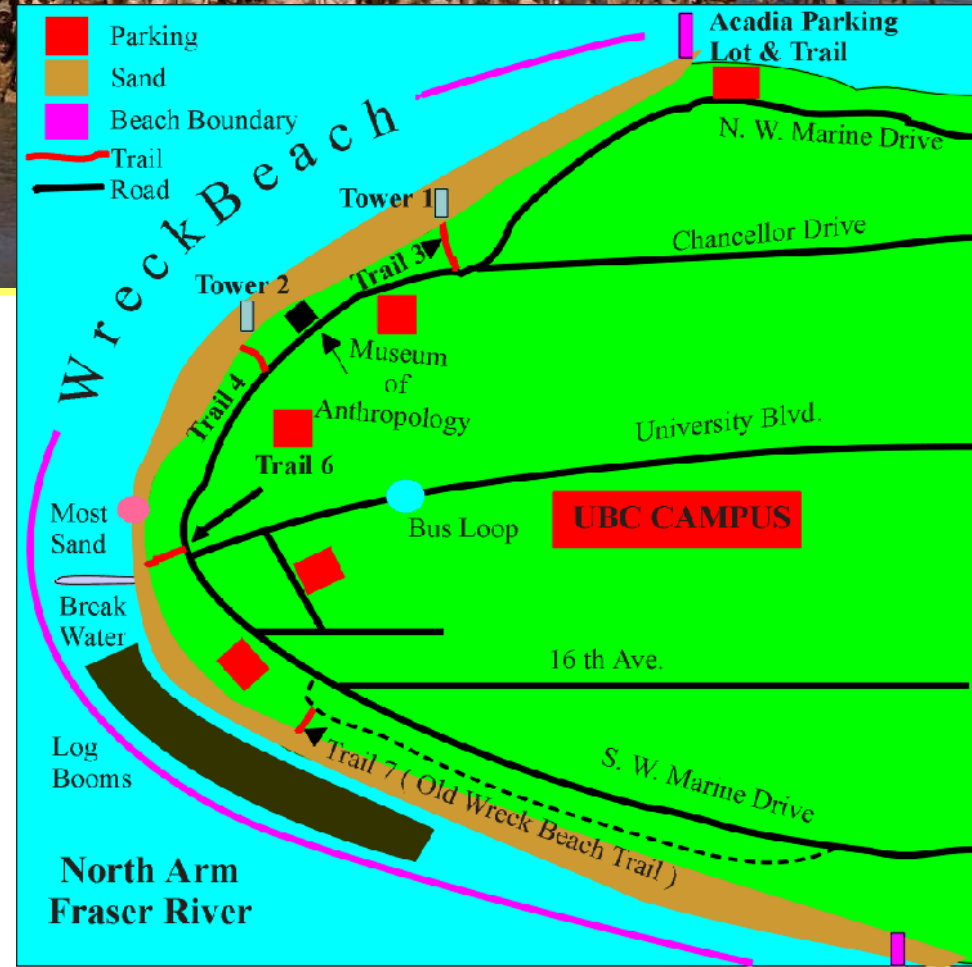 Parking
Sand
Beach Boundary
Trail
Road
Acadia Parking
Lot & Trail
N. W. Marine Drive
Wreck Beach
Tower 1
Chancellor Drive
Trail 3
Tower 2
Museum
of
Anthropology
Trail 4
University Blvd.
Trail 6
Most
Sand
Bus Loop
UBC CAMPUS
Break
Water
16 th Ave.
Log
Booms
Trail 7 ( Old Wreck Beach Trail )
S. W. Marine Drive
North Arm
Fraser River